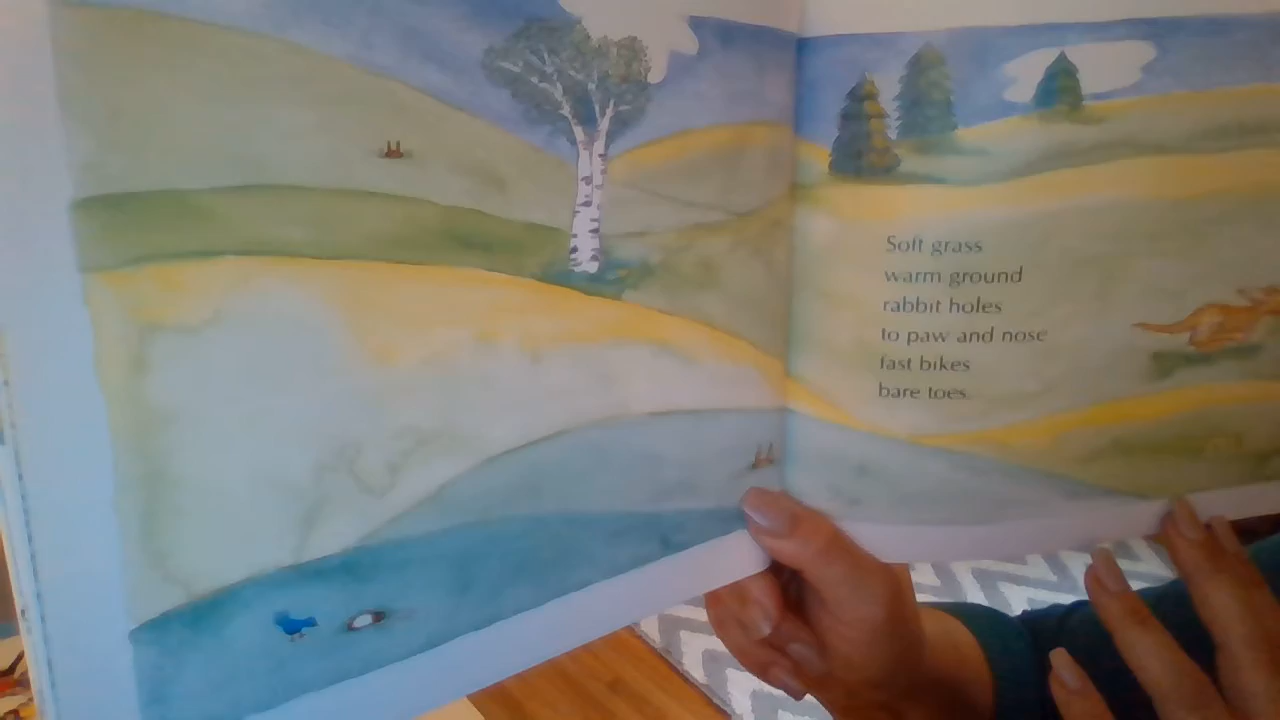 Soft grass
warm ground
rabbit holes
to paw and nose
fast bikes
bare toes.